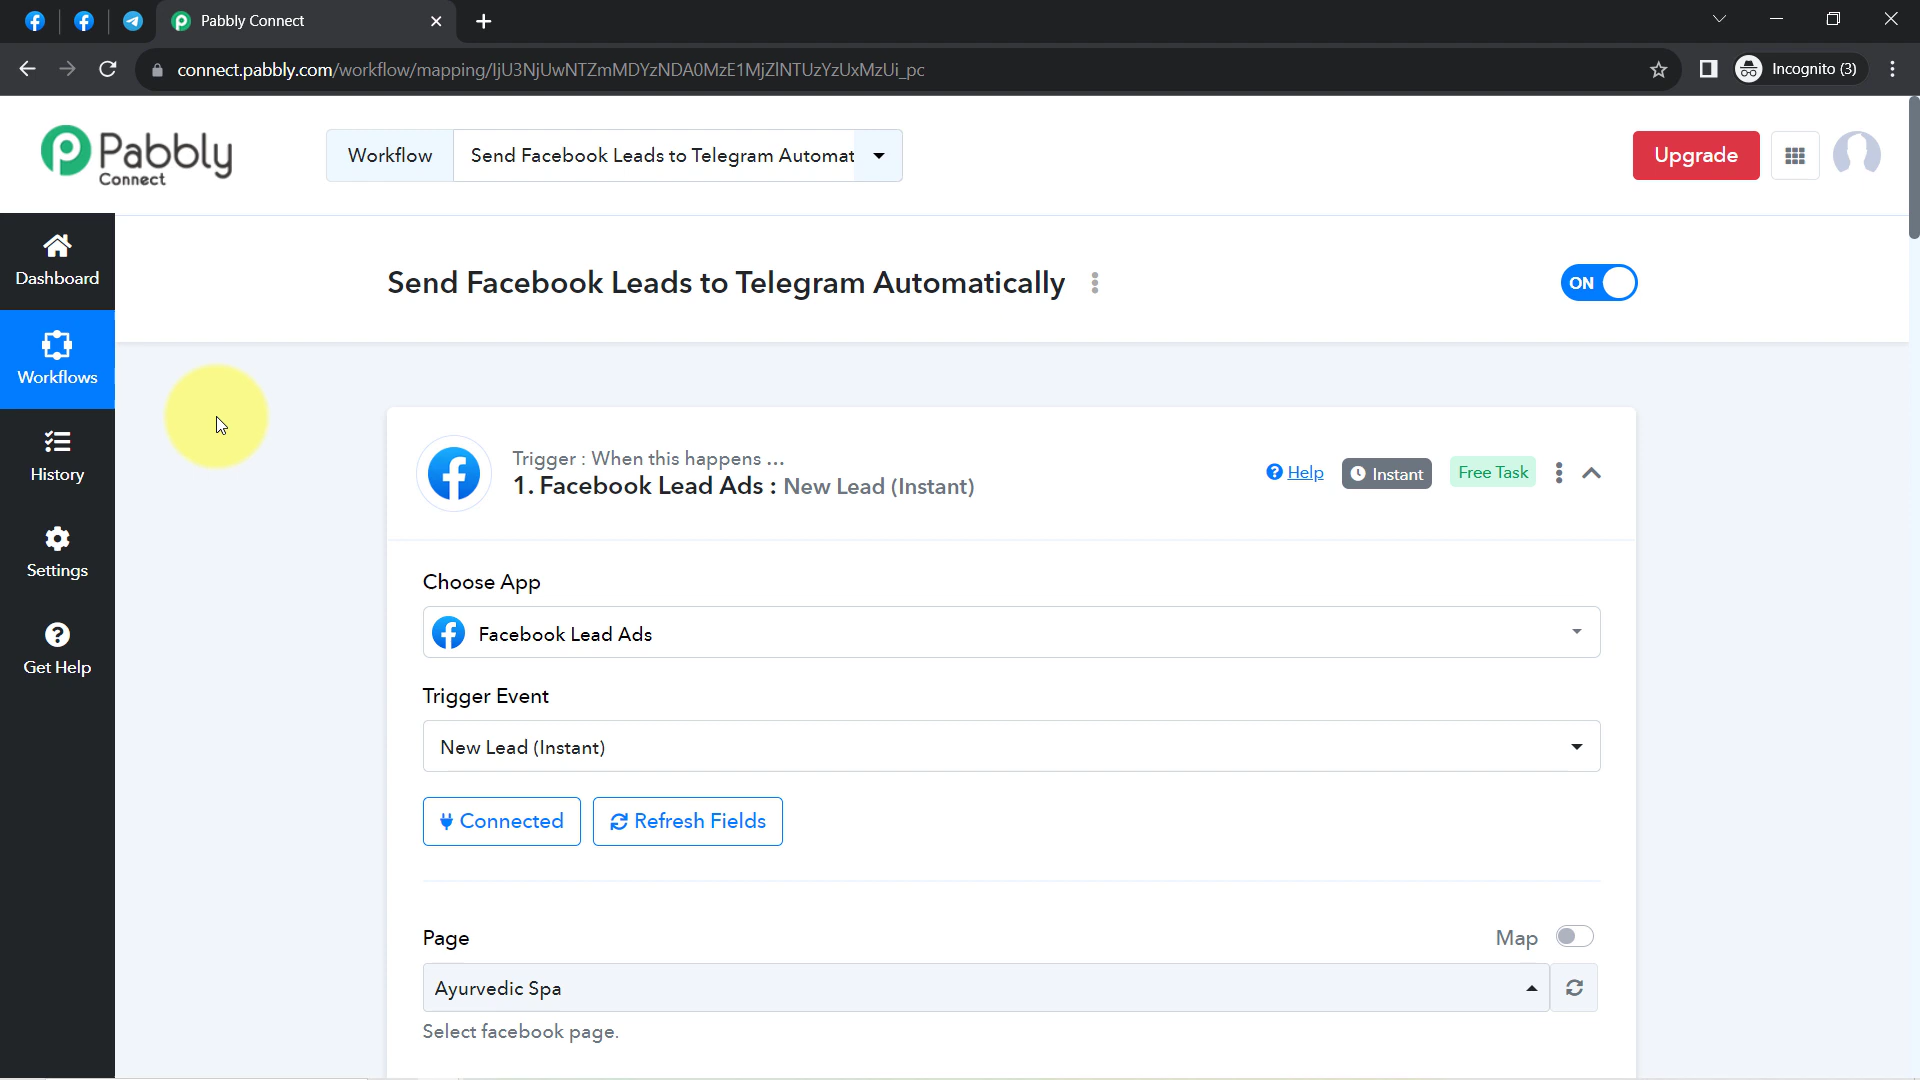 Pabbly Connect
connect.pabbly.com/workflow/mapping/IjU3NjUwNTZmMDYzNDA0MzE1MjZlNTUzYzUxMzUi_pc
Incognito (3)
Pabbly
Connect
Workflow
Send Facebook Leads to Telegram Automat
Upgrade
Dashboard
Send Facebook Leads to Telegram Automatically
ON
Workflows
History
Settings
Get Help
Trigger : When this happens ...
1. Facebook Lead Ads : New Lead (Instant)
Help
Instant
Free Task
Choose App
Facebook Lead Ads
Trigger Event
New Lead (Instant)
Connected
Refresh Fields
Page
Map
Ayurvedic Spa
Select facebook page.